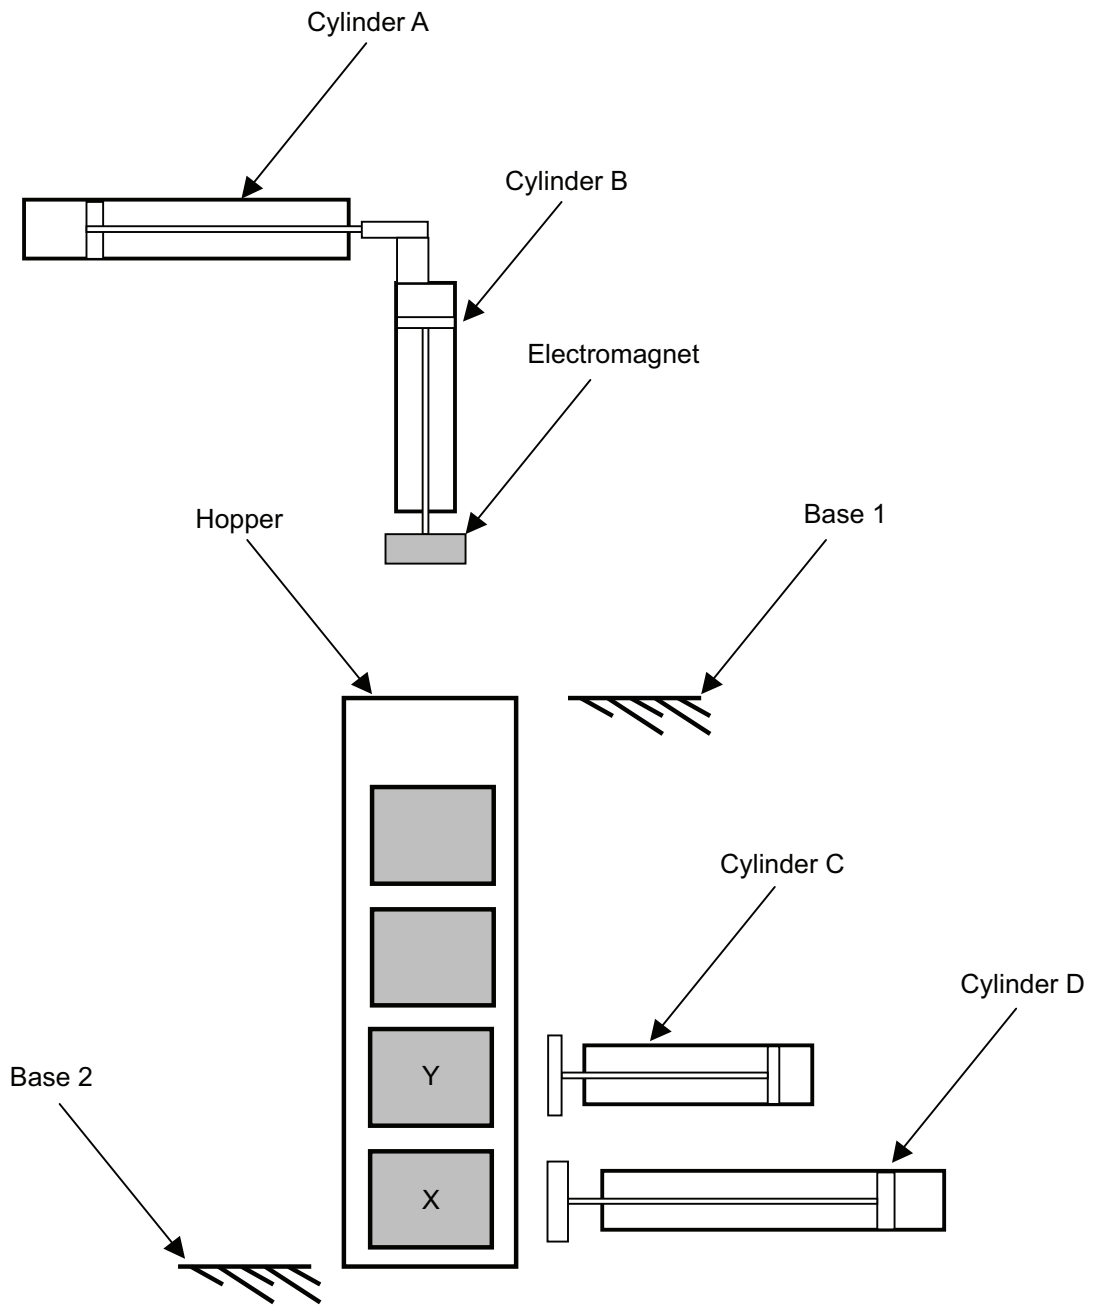 Cylinder A
Cylinder B
Electromagnet
Hopper
Base 1
Cylinder C
Cylinder D
Y
Base 2
X